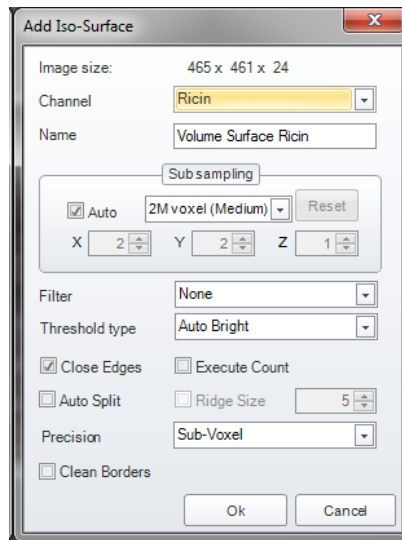 Add Iso-Surface
Image size: 465 x 461 x 24
Channel Ricin
Name Volume Surface Ricin
Sub sampling
Auto 2M voxel (Medium) Reset
X 2 Y 2 Z 1
Filter None
Threshold type Auto Bright
Close Edges Execute Count
Auto Split Ridge Size 5
Precision Sub-Voxel
Clean Borders
Ok Cancel